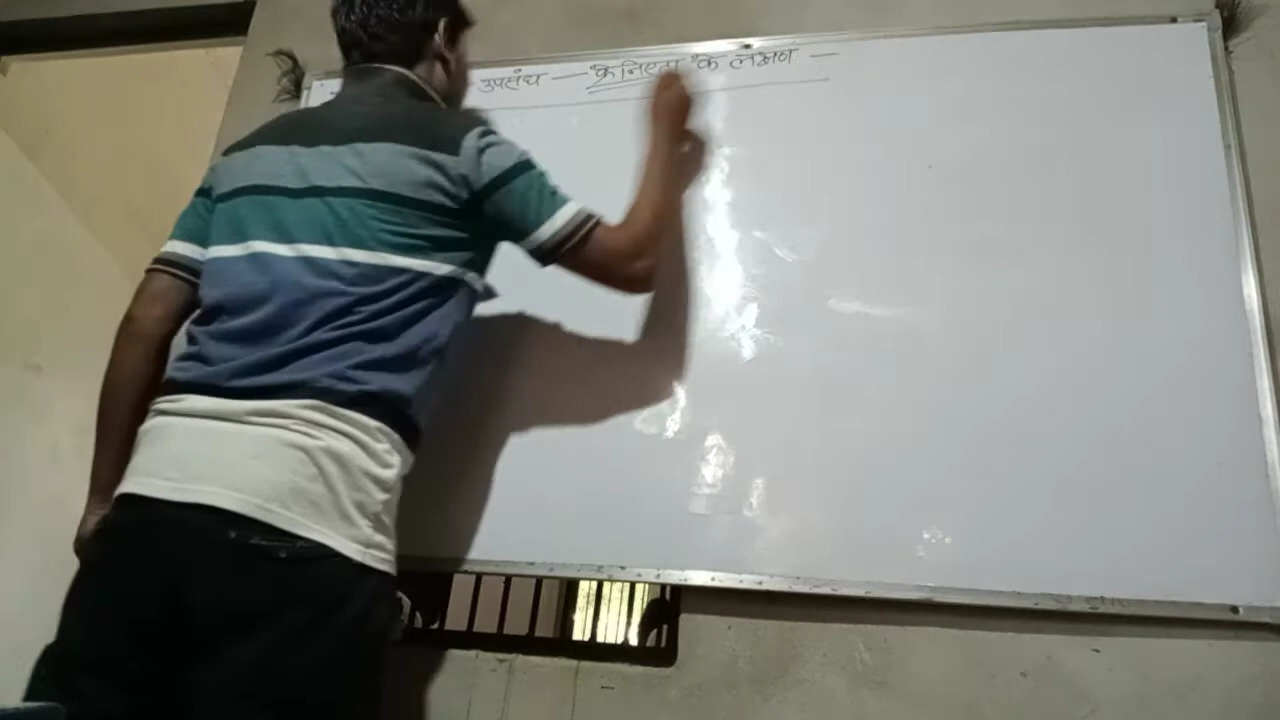 उपसंघ — क्रेनिएटा के लक्षण —